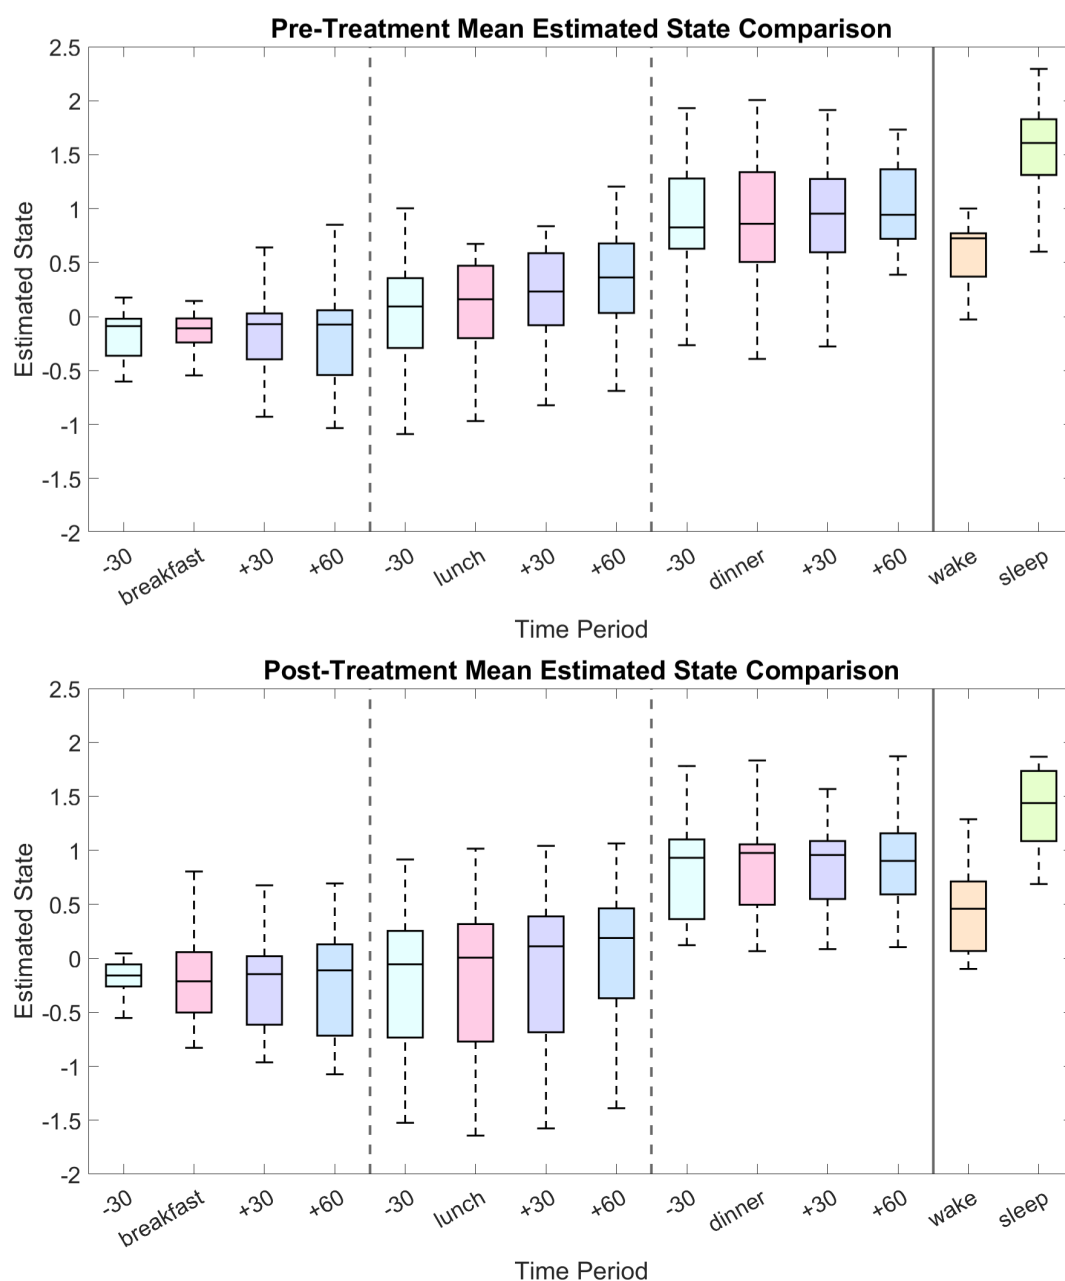 Pre-Treatment Mean Estimated State Comparison
2.5
2
1.5
1
0.5
0
-0.5
-1
-1.5
-2
Estimated State
-30
breakfast
+30
+60
-30
lunch
+30
+60
-30
dinner
+30
+60
wake
sleep
Time Period
Post-Treatment Mean Estimated State Comparison
2.5
2
1.5
1
0.5
0
-0.5
-1
-1.5
-2
Estimated State
-30
breakfast
+30
+60
-30
lunch
+30
+60
-30
dinner
+30
+60
wake
sleep
Time Period